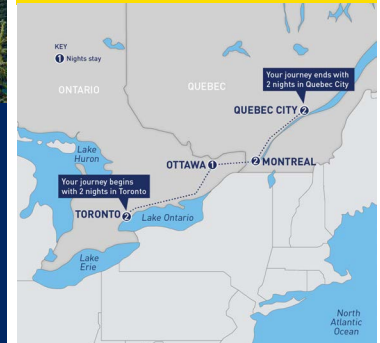 KEY
1 Nights stay
ONTARIO
QUEBEC
Your journey ends with
2 nights in Quebec City
QUEBEC CITY 2
Lake
Huron
OTTAWA 1
2 MONTREAL
Your journey begins
with 2 nights in Toronto
TORONTO 2
Lake Ontario
Lake
Erie
North
Atlantic
Ocean